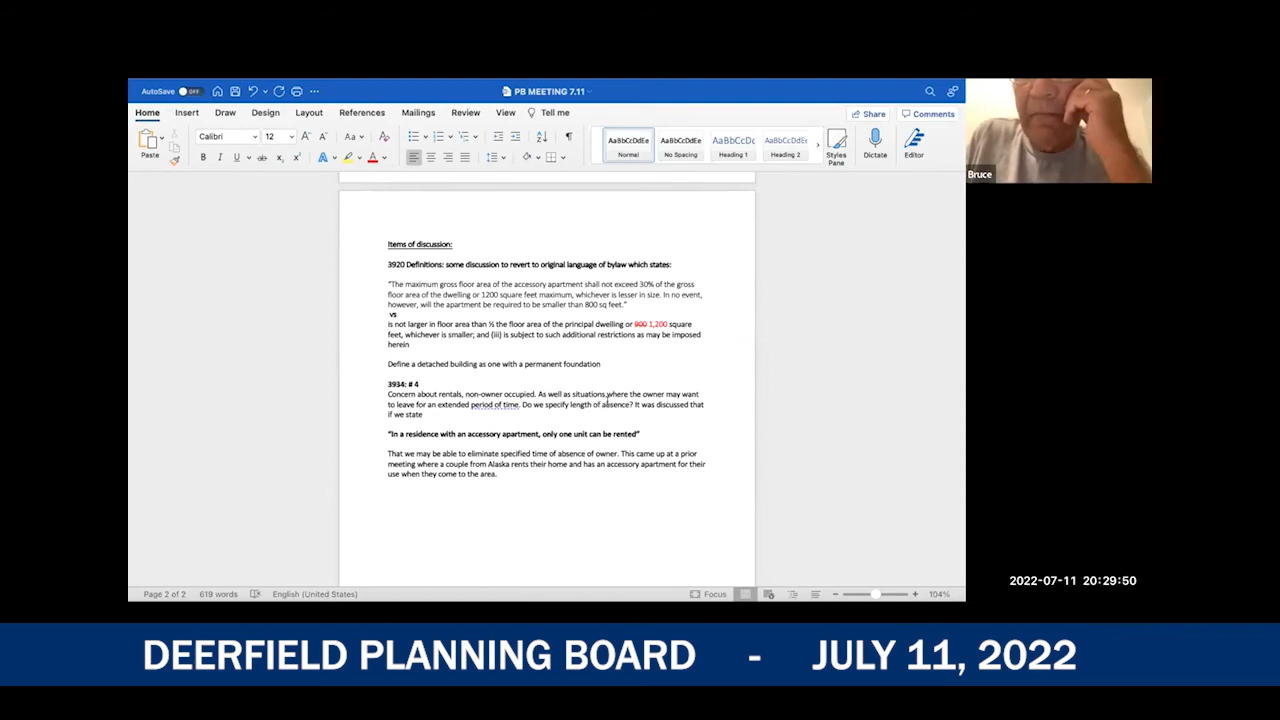 AutoSave OFF
PB MEETING 7.11
Home Insert Draw Design Layout References Mailings Review View Tell me
Share Comments
Paste
Calibri 12
AaBbCcDdEe AaBbCcDdEe AaBbCcDc AaBbCcDdEe
Normal No Spacing Heading 1 Heading 2
Styles Pane Dictate Editor
Bruce
Items of discussion:
3920 Definitions: some discussion to revert to original language of bylaw which states:
"The maximum gross floor area of the accessory apartment shall not exceed 30% of the gross
floor area of the dwelling or 1200 square feet maximum, whichever is lesser in size. In no event,
however, will the apartment be required to be smaller than 800 sq feet."
vs
is not larger in floor area than ½ the floor area of the principal dwelling or 900 1,200 square
feet, whichever is smaller; and (iii) is subject to such additional restrictions as may be imposed
herein
Define a detached building as one with a permanent foundation
3934: # 4
Concern about rentals, non-owner occupied. As well as situations where the owner may want
to leave for an extended period of time. Do we specify length of absence? It was discussed that
if we state
"In a residence with an accessory apartment, only one unit can be rented"
That we may be able to eliminate specified time of absence of owner. This came up at a prior
meeting where a couple from Alaska rents their home and has an accessory apartment for their
use when they come to the area.
2022-07-11 20:29:50
Page 2 of 2 619 words English (United States) Focus 104%
DEERFIELD PLANNING BOARD - JULY 11, 2022